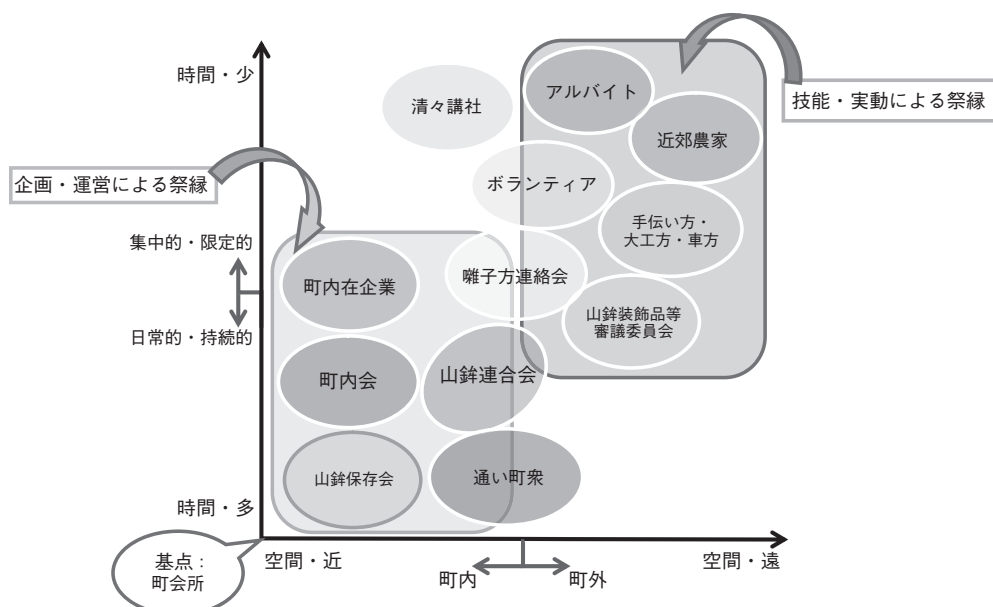 時間・少
清々講社
アルバイト
技能・実動による祭縁
近郊農家
企画・運営による祭縁
ボランティア
手伝い方・
大工方・車方
集中的・限定的
町内在企業
囃子方連絡会
山鉾装飾品等
審議委員会
日常的・持続的
町内会
山鉾連合会
山鉾保存会
通い町衆
時間・多
基点：
町会所
空間・近
空間・遠
町内
町外